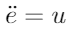 ë = u